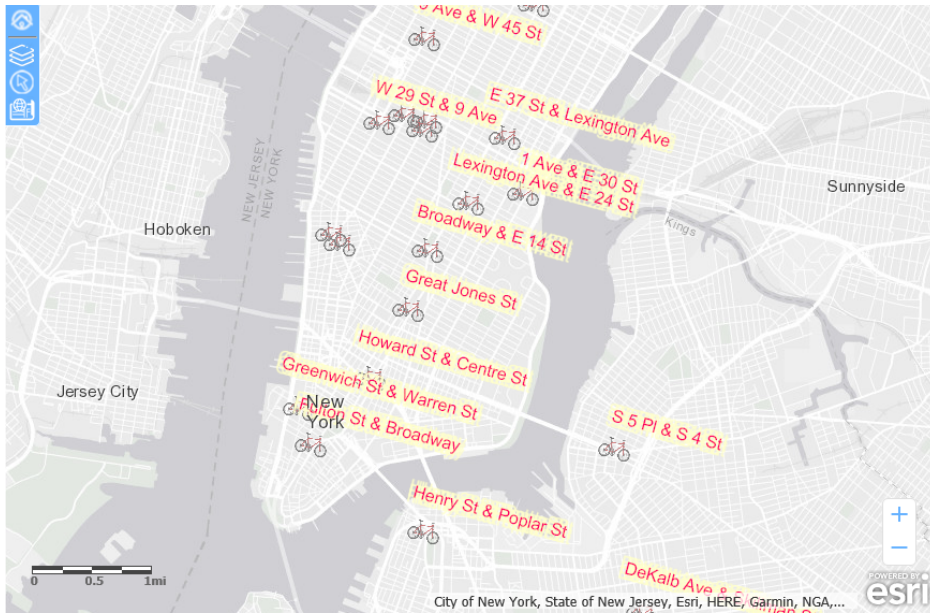 Ave & W 45 St
W 29 St & 9 Ave
E 37 St & Lexington Ave
1 Ave & E 30 St
Lexington Ave & E 24 St
Sunnyside
NEW JERSEY
NEW YORK
Kings
Hoboken
Broadway & E 14 St
Great Jones St
Howard St & Centre St
Greenwich St & Warren St
Jersey City
New
York
Fulton St & Broadway
S 5 Pl & S 4 St
Henry St & Poplar St
+
−
0 0.5 1mi
DeKalb Ave &
POWERED BY
esri
City of New York, State of New Jersey, Esri, HERE, Garmin, NGA,...